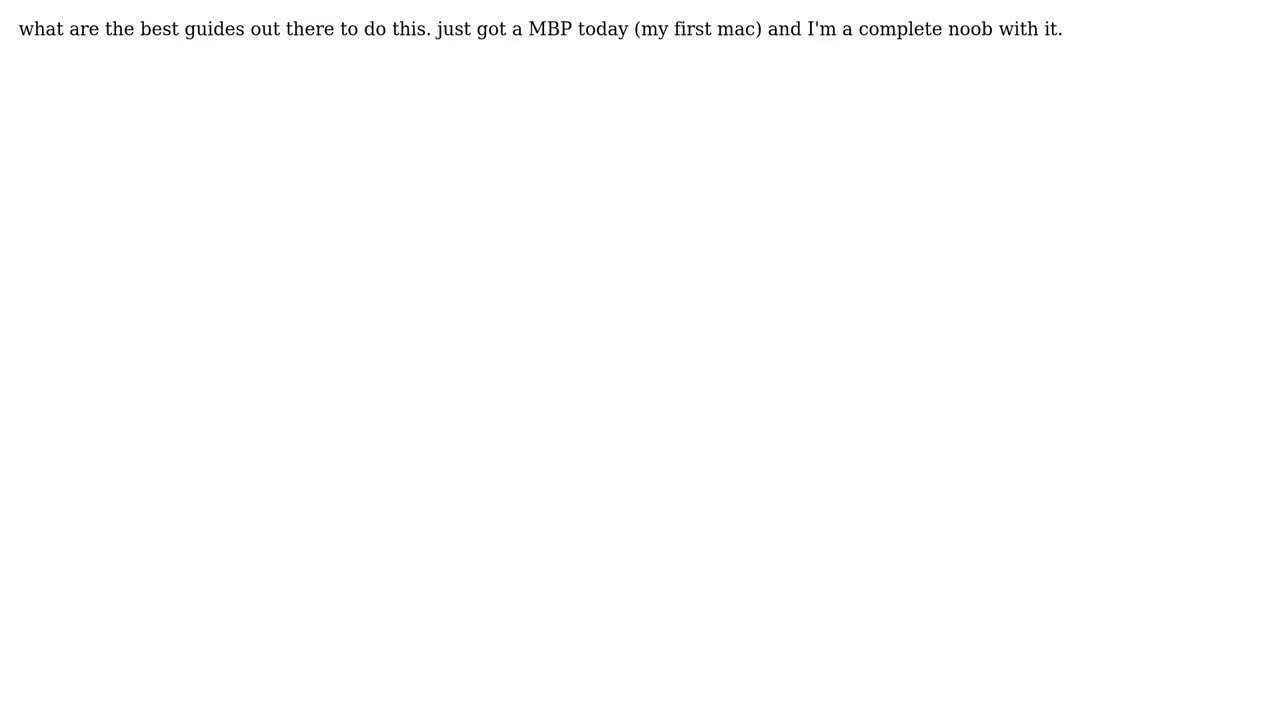 what are the best guides out there to do this. just got a MBP today (my first mac) and I'm a complete noob with it.